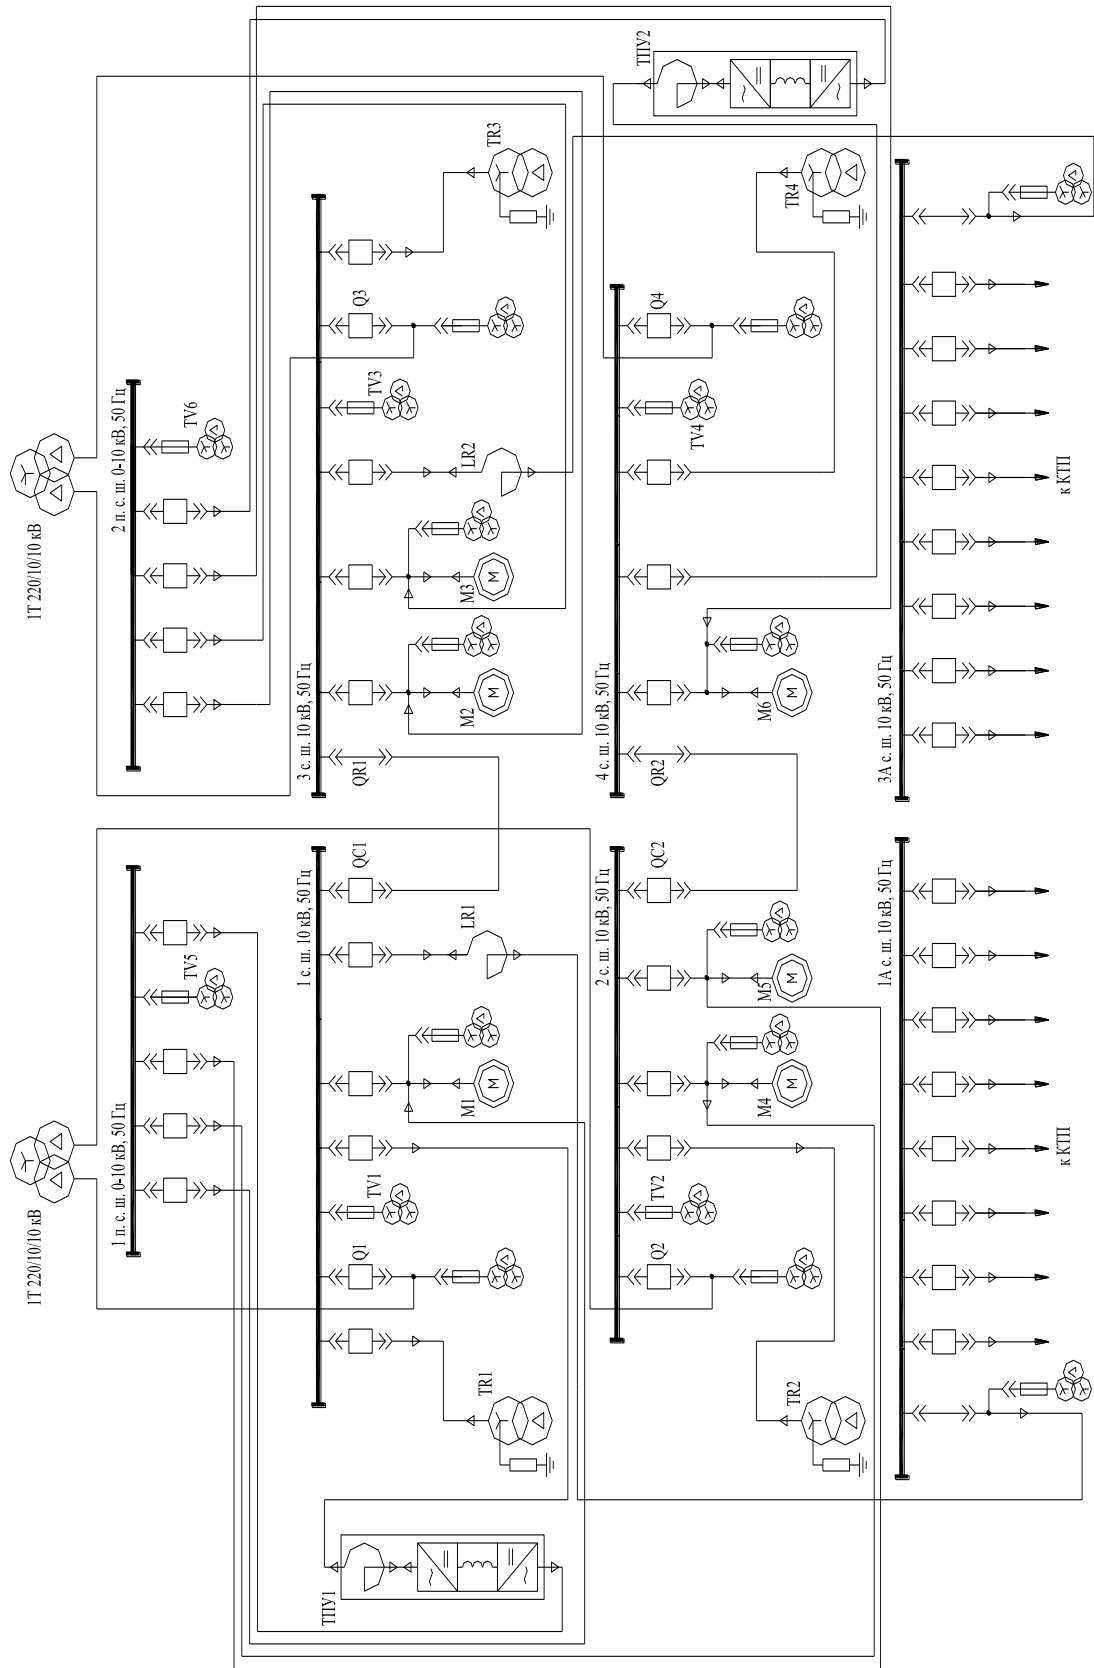 1Т 220/10/10 кВ
1Т 220/10/10 кВ
1 п. с. ш. 0-10 кВ, 50 Гц
TV5
2 п. с. ш. 0-10 кВ, 50 Гц
TV6
ТПУ1
TR1
Q1
TV1
M1
LR1
1 с. ш. 10 кВ, 50 Гц
QC1
QR1
3 с. ш. 10 кВ, 50 Гц
M2
M3
LR2
TV3
Q3
TR3
M
M
M
TR2
Q2
TV2
M4
M5
2 с. ш. 10 кВ, 50 Гц
QC2
QR2
4 с. ш. 10 кВ, 50 Гц
M6
TV4
Q4
TR4
ТПУ2
M
M
M
1А с. ш. 10 кВ, 50 Гц
к КТП
3А с. ш. 10 кВ, 50 Гц
к КТП